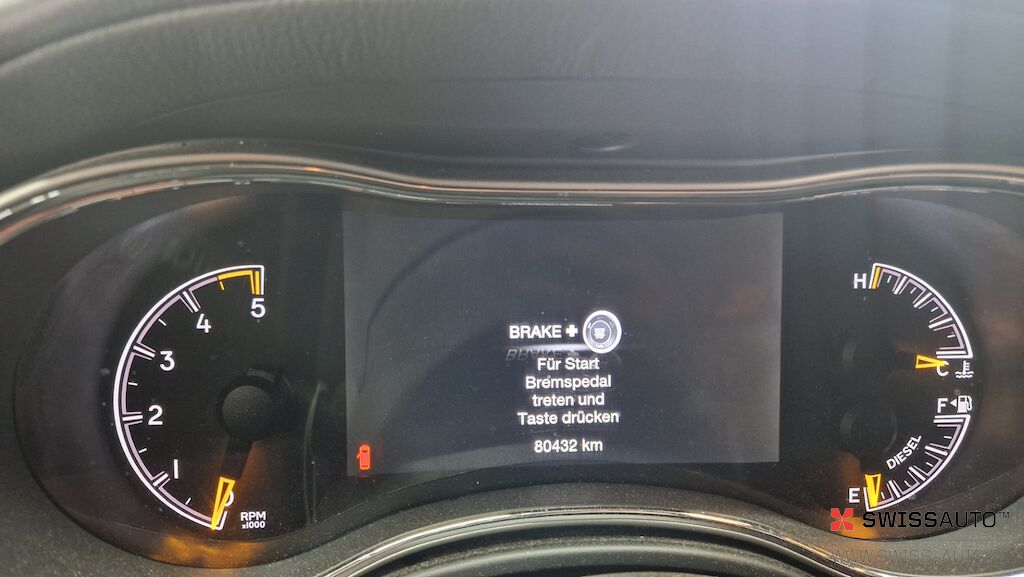 5
4
3
2
1
0
RPM
x1000
BRAKE +
Für Start
Bremspedal
treten und
Taste drücken
80432 km
H
C
F
DIESEL
E
SWISSAUTO™